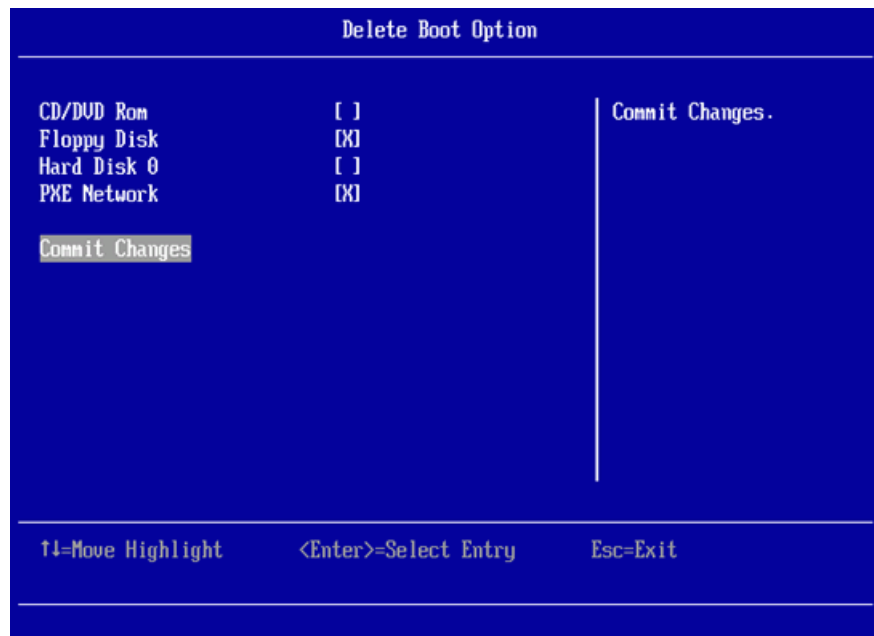 Delete Boot Option
CD/DVD Rom [ ] Commit Changes.
Floppy Disk [X]
Hard Disk 0 [ ]
PXE Network [X]
Commit Changes
↑↓=Move Highlight <Enter>=Select Entry Esc=Exit